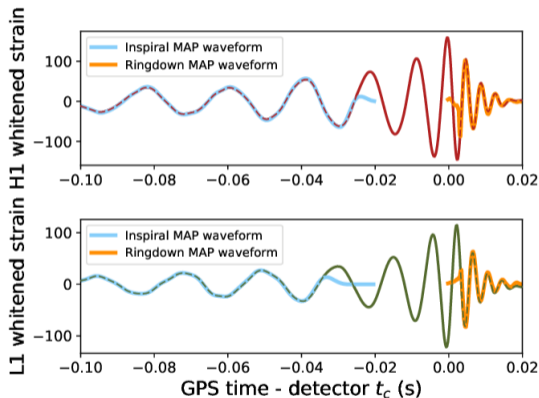 H1 whitened strain
100
0
−100
Inspiral MAP waveform
Ringdown MAP waveform
−0.10 −0.08 −0.06 −0.04 −0.02 0.00 0.02
L1 whitened strain
100
0
−100
Inspiral MAP waveform
Ringdown MAP waveform
−0.10 −0.08 −0.06 −0.04 −0.02 0.00 0.02
GPS time - detector t_c (s)